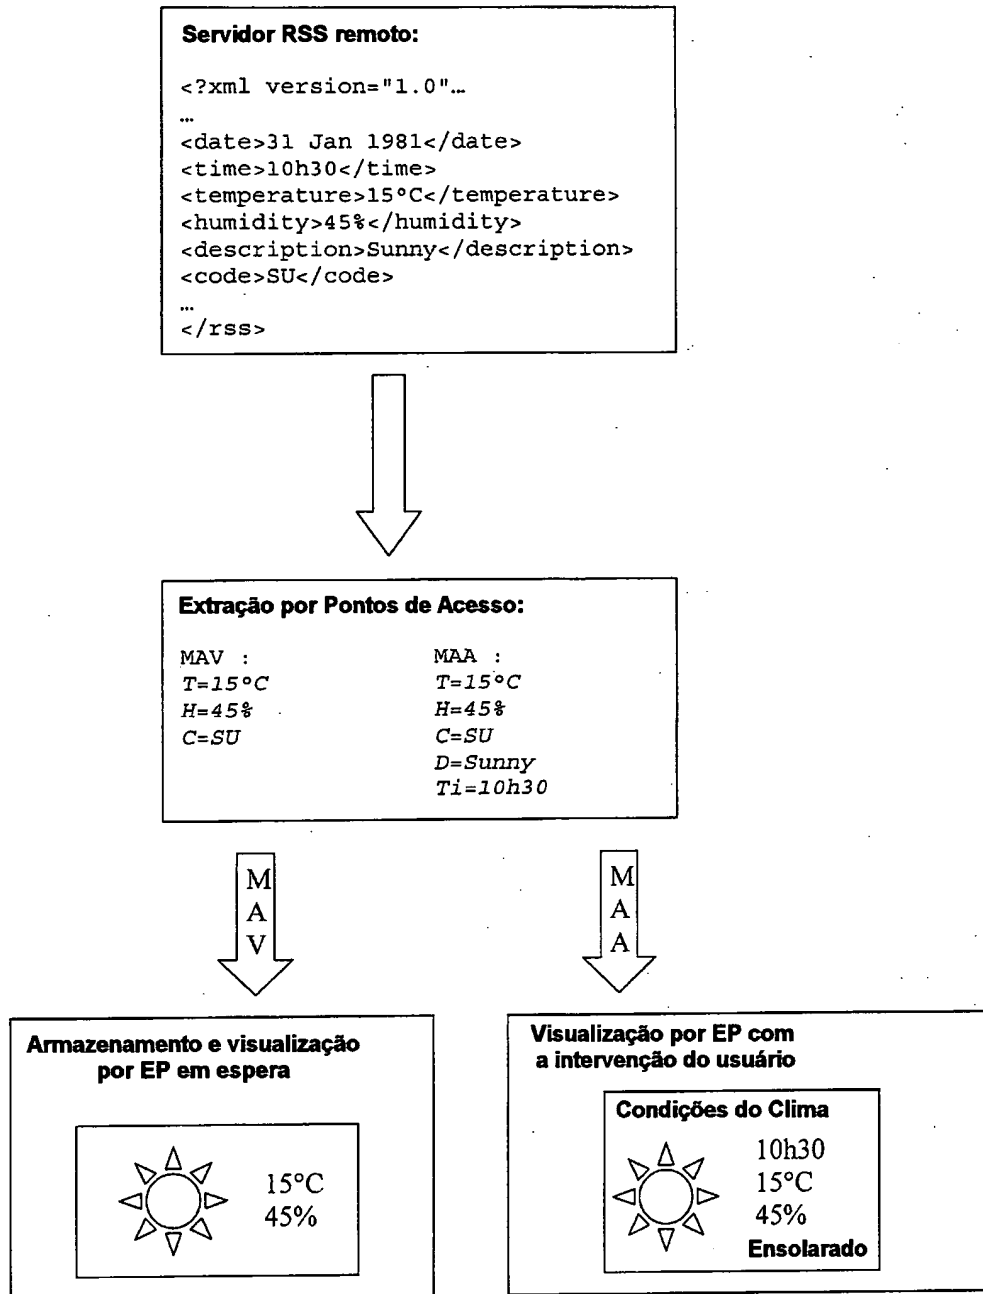 Servidor RSS remoto:
<?xml version="1.0"…
…
<date>31 Jan 1981</date>
<time>10h30</time>
<temperature>15°C</temperature>
<humidity>45%</humidity>
<description>Sunny</description>
<code>SU</code>
…
</rss>
Extração por Pontos de Acesso:
MAV :
T=15°C
H=45%
C=SU
MAA :
T=15°C
H=45%
C=SU
D=Sunny
Ti=10h30
M
A
V
M
A
A
Armazenamento e visualização
por EP em espera
15°C
45%
Visualização por EP com
a intervenção do usuário
Condições do Clima
10h30
15°C
45%
Ensolarado